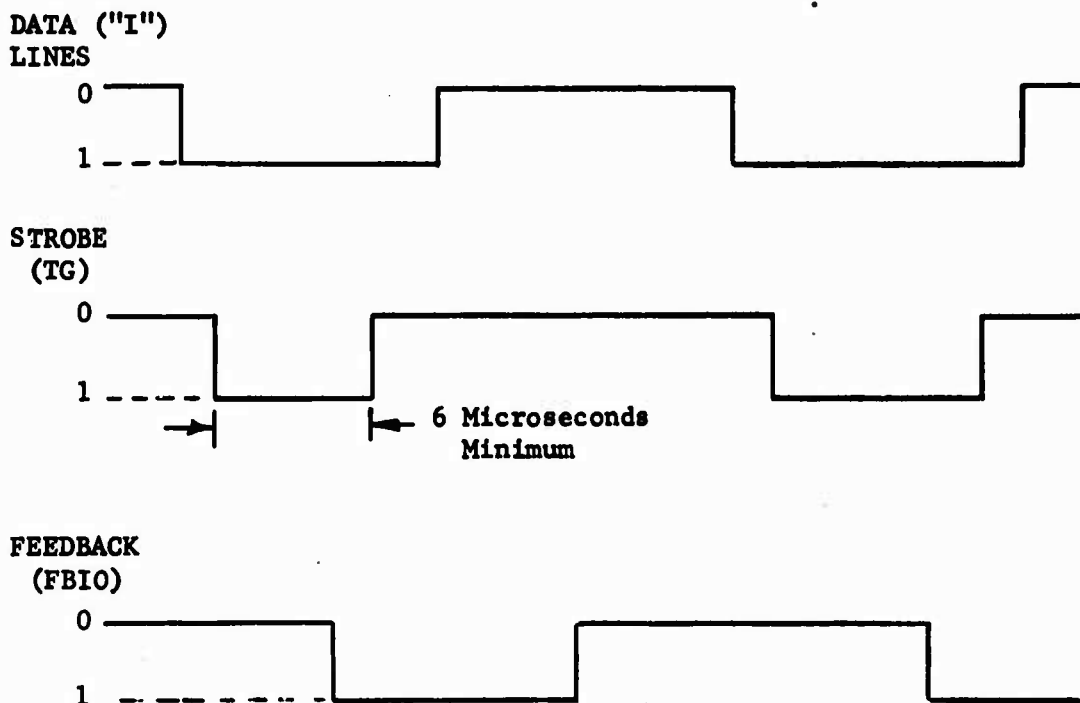 DATA ("I")
LINES
0
1
STROBE
(TG)
0
1
6 Microseconds
Minimum
FEEDBACK
(FBIO)
0
1